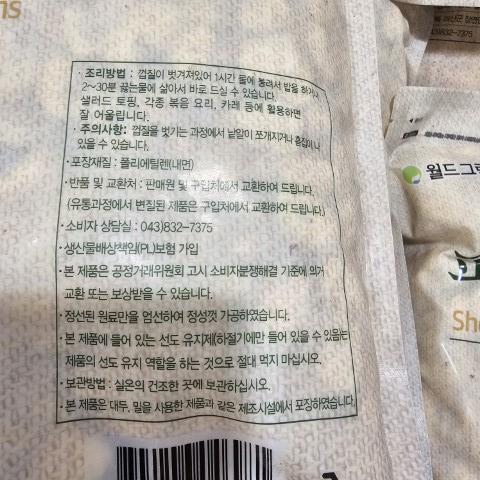 · 조리방법 : 껍질이 벗겨져있어 1시간 물에 불려서 밥을 하거나
2~30분 끓는물에 삶아서 바로 드실 수 있습니다.
샐러드 토핑, 각종 볶음 요리, 카레 등에 활용하면
잘 어울립니다.
· 주의사항: 껍질을 벗기는 과정에서 낱알이 쪼개지거나 흠집이 나
있을 수 있습니다.
· 포장재질 : 폴리에틸렌(내면)
· 반품 및 교환처 : 판매원 및 구입처에서 교환하여 드립니다.
(유통과정에서 변질된 제품은 구입처에서 교환하여 드립니다.)
· 소비자 상담실 : 043)832-7375
· 생산물배상책임(PL)보험 가입
· 본 제품은 공정거래위원회 고시 소비자분쟁해결 기준에 의거
교환 또는 보상받을 수 있습니다.
· 정선된 원료만을 엄선하여 정성껏 가공하였습니다.
· 본 제품에 들어 있는 선도 유지제(하절기에만 들어 있을 수 있음)는
제품의 선도 유지 역할을 하는 것으로 절대 먹지 마십시오.
· 보관방법 : 실온의 건조한 곳에 보관하십시오.
· 본 제품은 대두, 밀을 사용한 제품과 같은 제조시설에서 포장하였습니다.
043)832-7375
월드그
Sh